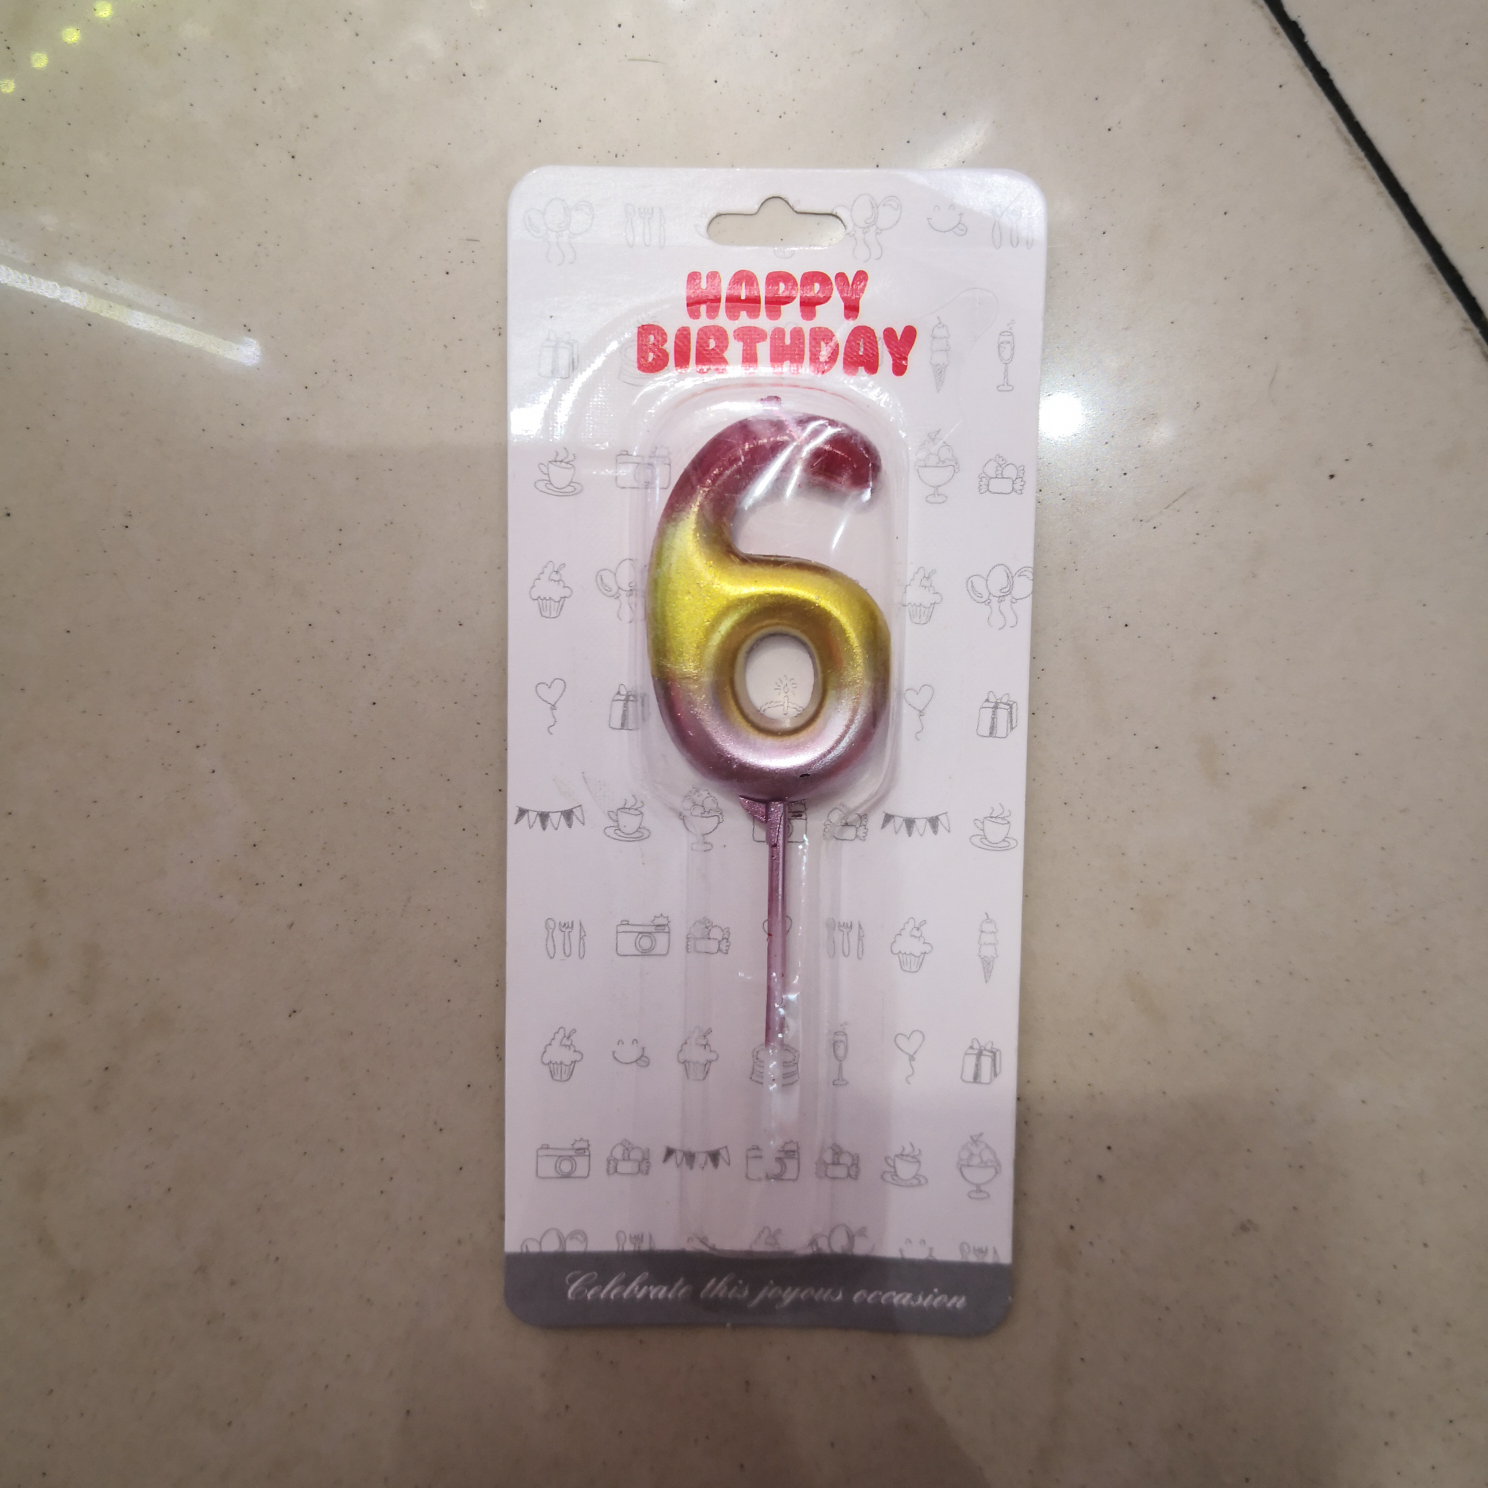 HAPPY
BIRTHDAY
6
Celebrate this joyous occasion